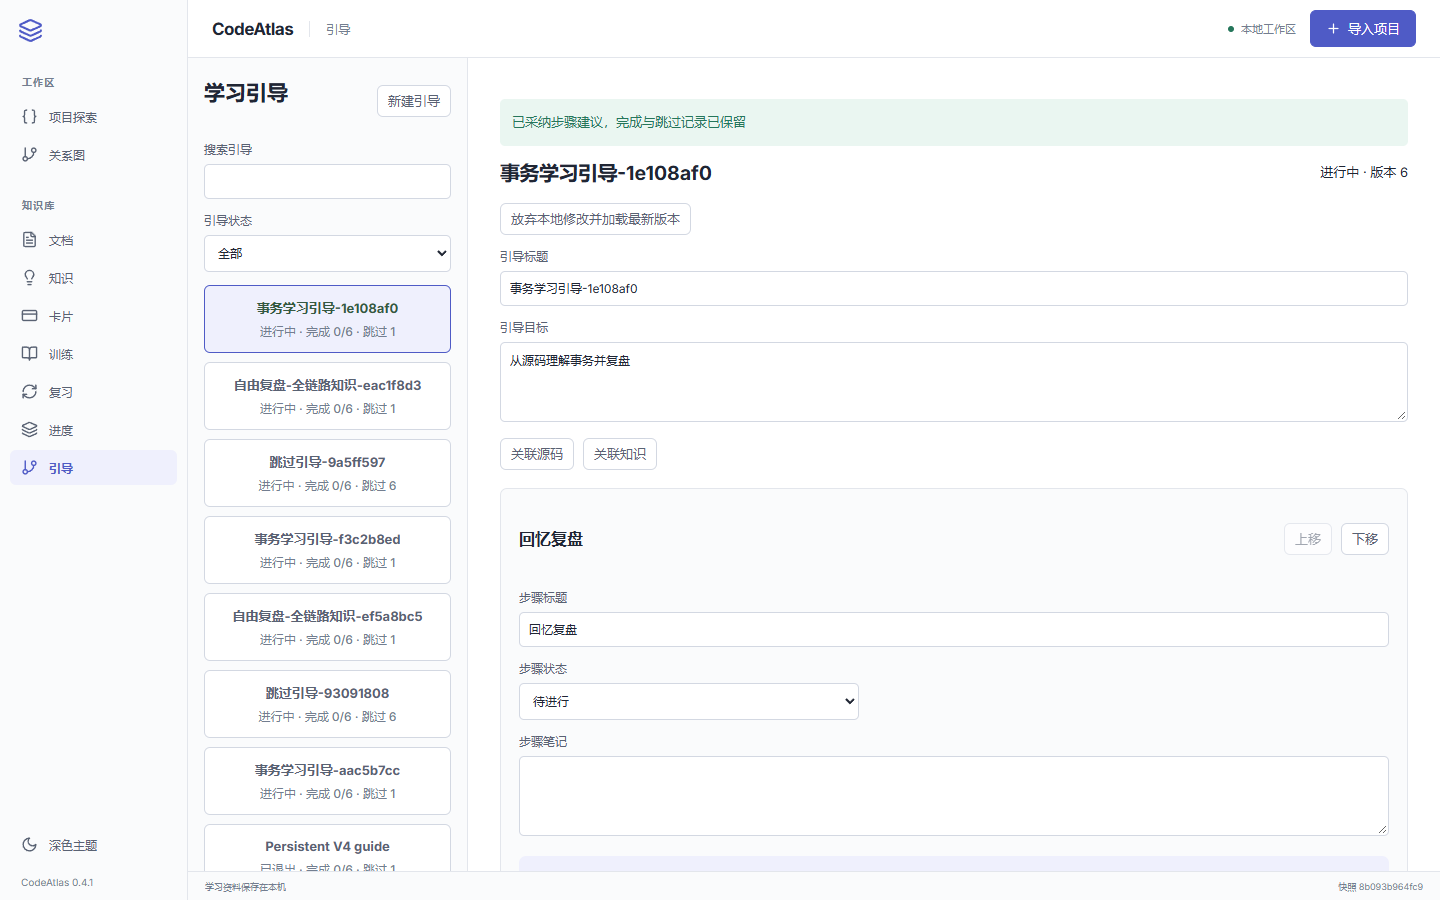 CodeAtlas
引导
本地工作区
导入项目
工作区
项目探索
关系图
知识库
文档
知识
卡片
训练
复习
进度
引导
深色主题
CodeAtlas 0.4.1
学习引导
新建引导
搜索引导
引导状态
全部
事务学习引导-1e108af0
进行中 · 完成 0/6 · 跳过 1
自由复盘-全链路知识-eac1f8d3
进行中 · 完成 0/6 · 跳过 1
跳过引导-9a5ff597
进行中 · 完成 0/6 · 跳过 6
事务学习引导-f3c2b8ed
进行中 · 完成 0/6 · 跳过 1
自由复盘-全链路知识-ef5a8bc5
进行中 · 完成 0/6 · 跳过 1
跳过引导-93091808
进行中 · 完成 0/6 · 跳过 6
事务学习引导-aac5b7cc
进行中 · 完成 0/6 · 跳过 1
Persistent V4 guide
已退出 · 完成 0/6 · 跳过 1
已采纳步骤建议，完成与跳过记录已保留
事务学习引导-1e108af0
进行中 · 版本 6
放弃本地修改并加载最新版本
引导标题
事务学习引导-1e108af0
引导目标
从源码理解事务并复盘
关联源码
关联知识
回忆复盘
上移
下移
步骤标题
回忆复盘
步骤状态
待进行
步骤笔记
学习资料保存在本机
快照 8b093b964fc9